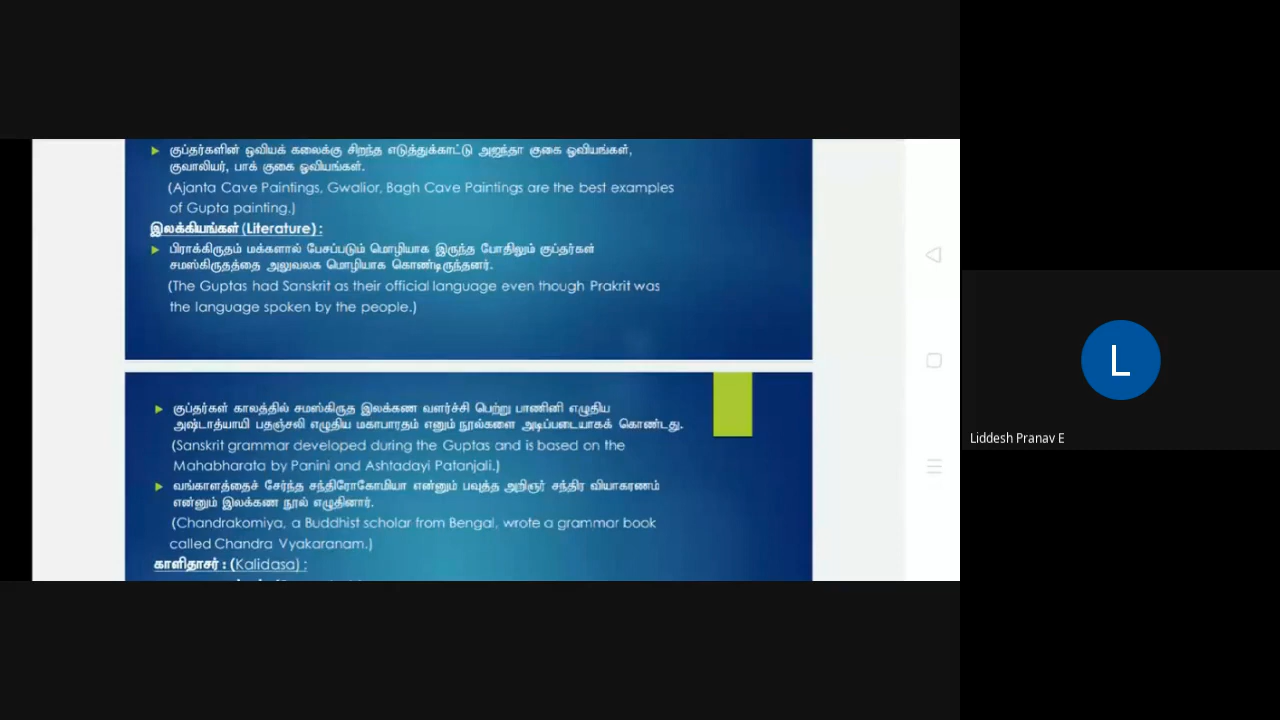 குப்தர்களின் ஓவியக் கலைக்கு சிறந்த எடுத்துக்காட்டு அஜந்தா குகை ஓவியங்கள்,
குவாலியர், பாக் குகை ஓவியங்கள்.
(Ajanta Cave Paintings, Gwalior, Bagh Cave Paintings are the best examples
of Gupta painting.)
இலக்கியங்கள் (Literature) :
பிராக்கிருதம் மக்களால் பேசப்படும் மொழியாக இருந்த போதிலும் குப்தர்கள்
சமஸ்கிருதத்தை அலுவலக மொழியாக கொண்டிருந்தனர்.
(The Guptas had Sanskrit as their official language even though Prakrit was
the language spoken by the people.)
குப்தர்கள் காலத்தில் சமஸ்கிருத இலக்கண வளர்ச்சி பெற்று பாணினி எழுதிய
அஷ்டாத்யாயி பதஞ்சலி எழுதிய மகாபாரதம் எனும் நூல்களை அடிப்படையாகக் கொண்டது.
(Sanskrit grammar developed during the Guptas and is based on the
Mahabharata by Panini and Ashtadayi Patanjali.)
வங்காளத்தைச் சேர்ந்த சந்திரோகோமியா என்னும் பவுத்த அறிஞர் சந்திர வியாகரணம்
என்னும் இலக்கண நூல் எழுதினார்.
(Chandrakomiya, a Buddhist scholar from Bengal, wrote a grammar book
called Chandra Vyakaranam.)
காளிதாசர் : (Kalidasa) :
L
Liddesh Pranav E